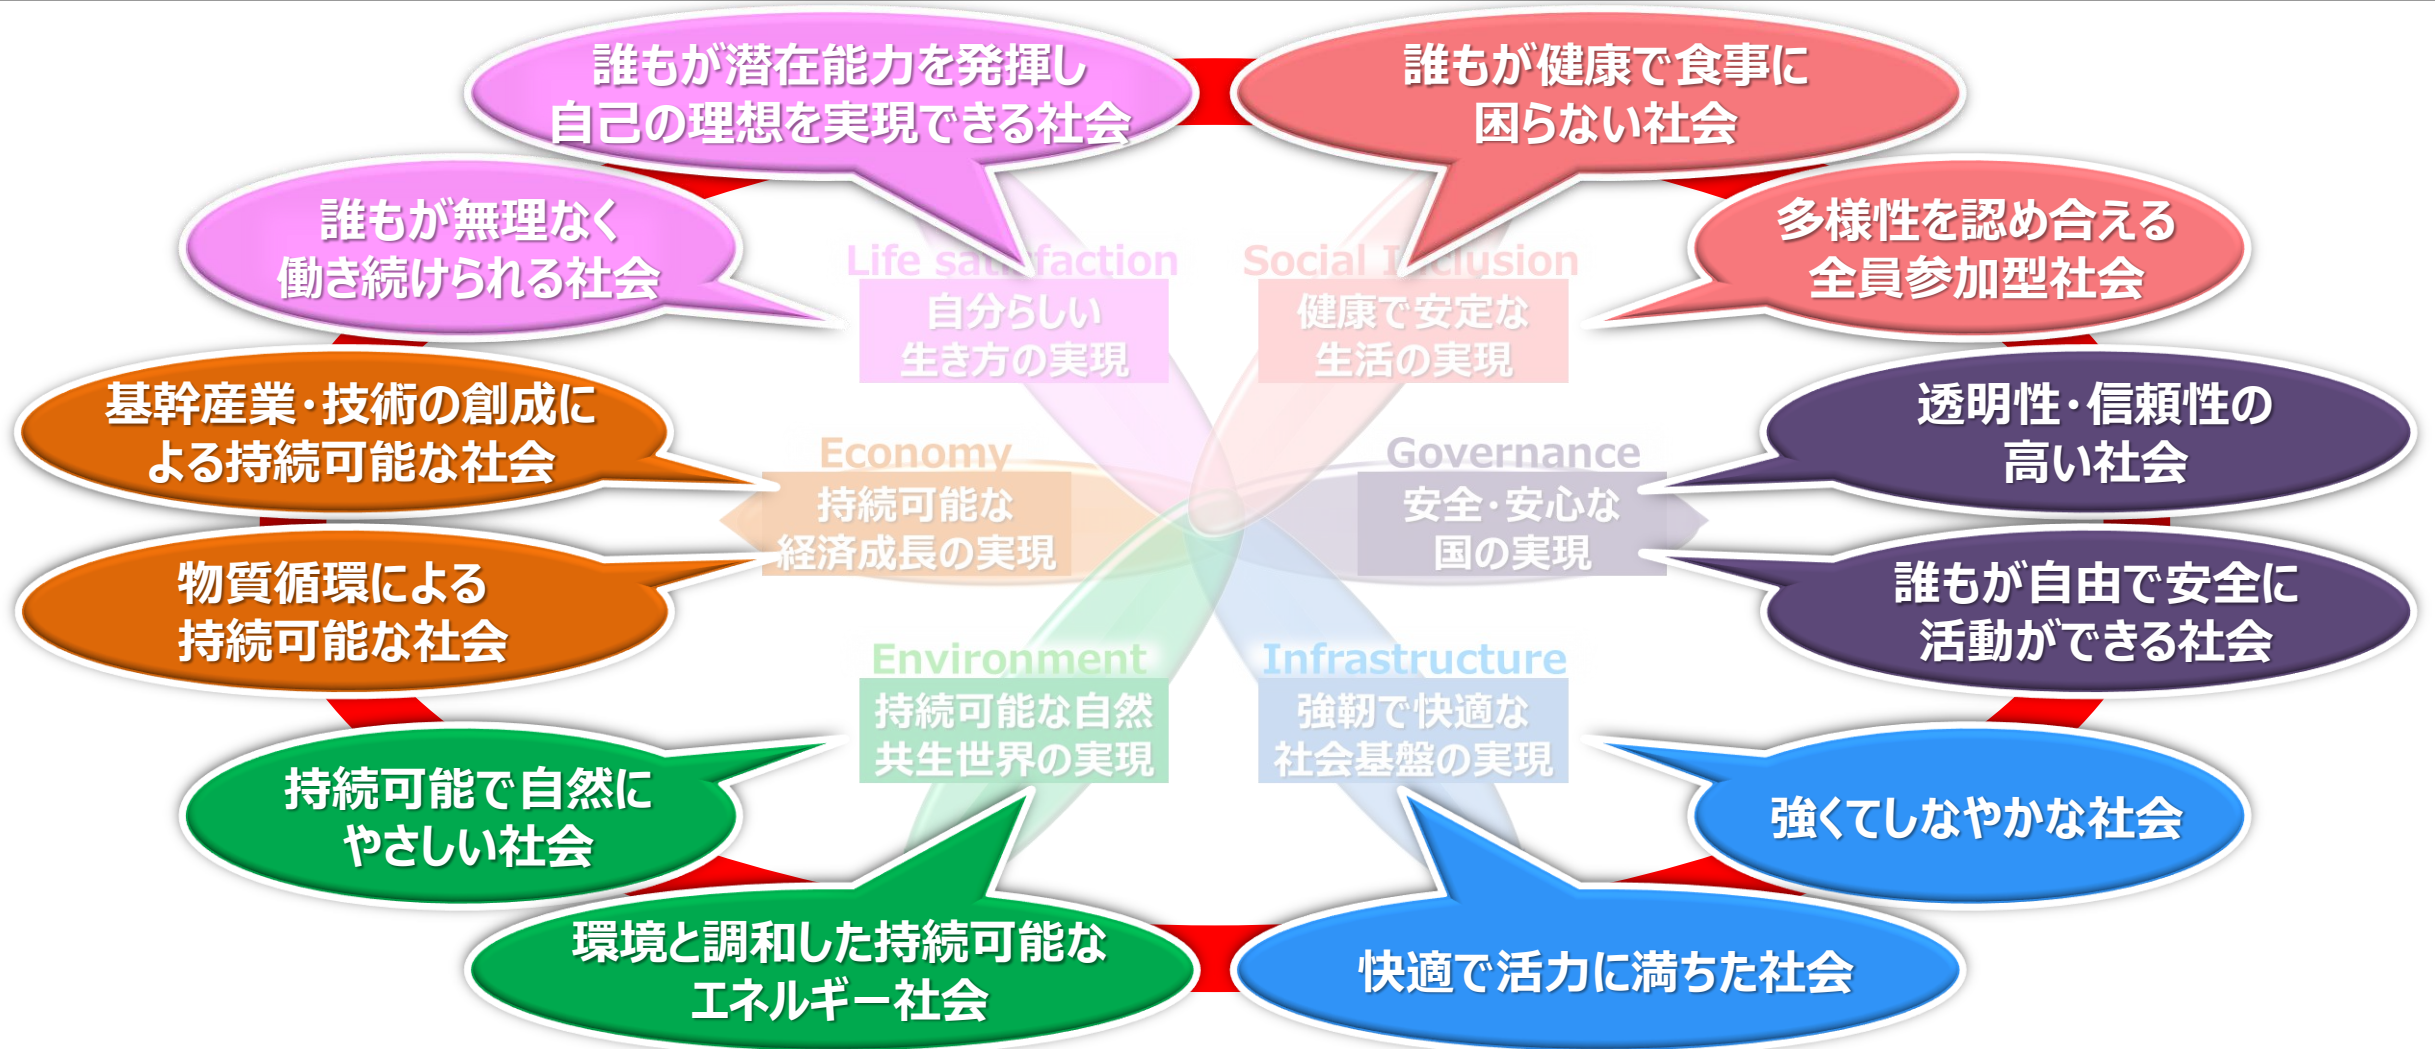 誰もが潜在能力を発揮し
自己の理想を実現できる社会
誰もが健康で食事に
困らない社会
誰もが無理なく
働き続けられる社会
多様性を認め合える
全員参加型社会
Life satisfaction
自分らしい
生き方の実現
Social Inclusion
健康で安定な
生活の実現
基幹産業・技術の創成に
よる持続可能な社会
透明性・信頼性の
高い社会
Economy
持続可能な
経済成長の実現
Governance
安全・安心な
国の実現
物質循環による
持続可能な社会
誰もが自由で安全に
活動ができる社会
Environment
持続可能な自然
共生世界の実現
Infrastructure
強靭で快適な
社会基盤の実現
持続可能で自然に
やさしい社会
強くてしなやかな社会
環境と調和した持続可能な
エネルギー社会
快適で活力に満ちた社会